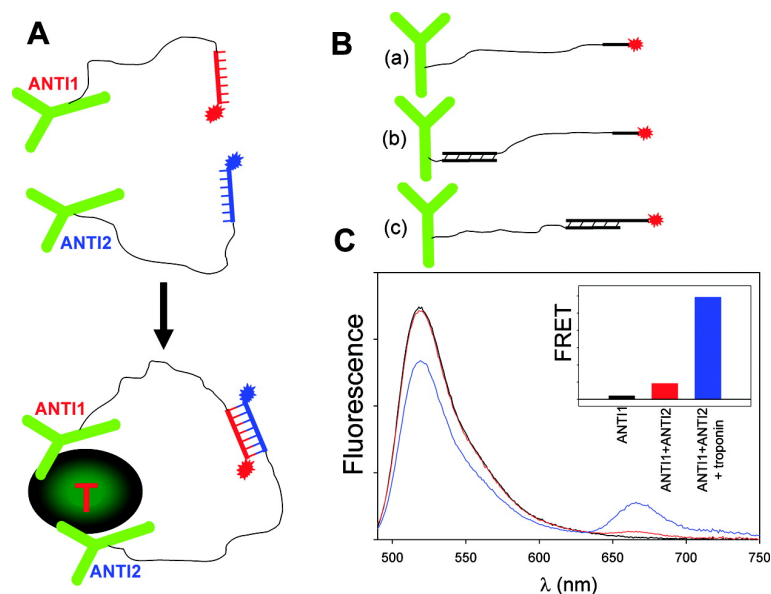 A
ANTI1
ANTI2
ANTI1
T
ANTI2
B
(a)
(b)
(c)
C
Fluorescence
FRET
ANTI1
ANTI1+ANTI2
ANTI1+ANTI2
+ troponin
500 550 600 650 700 750
λ (nm)